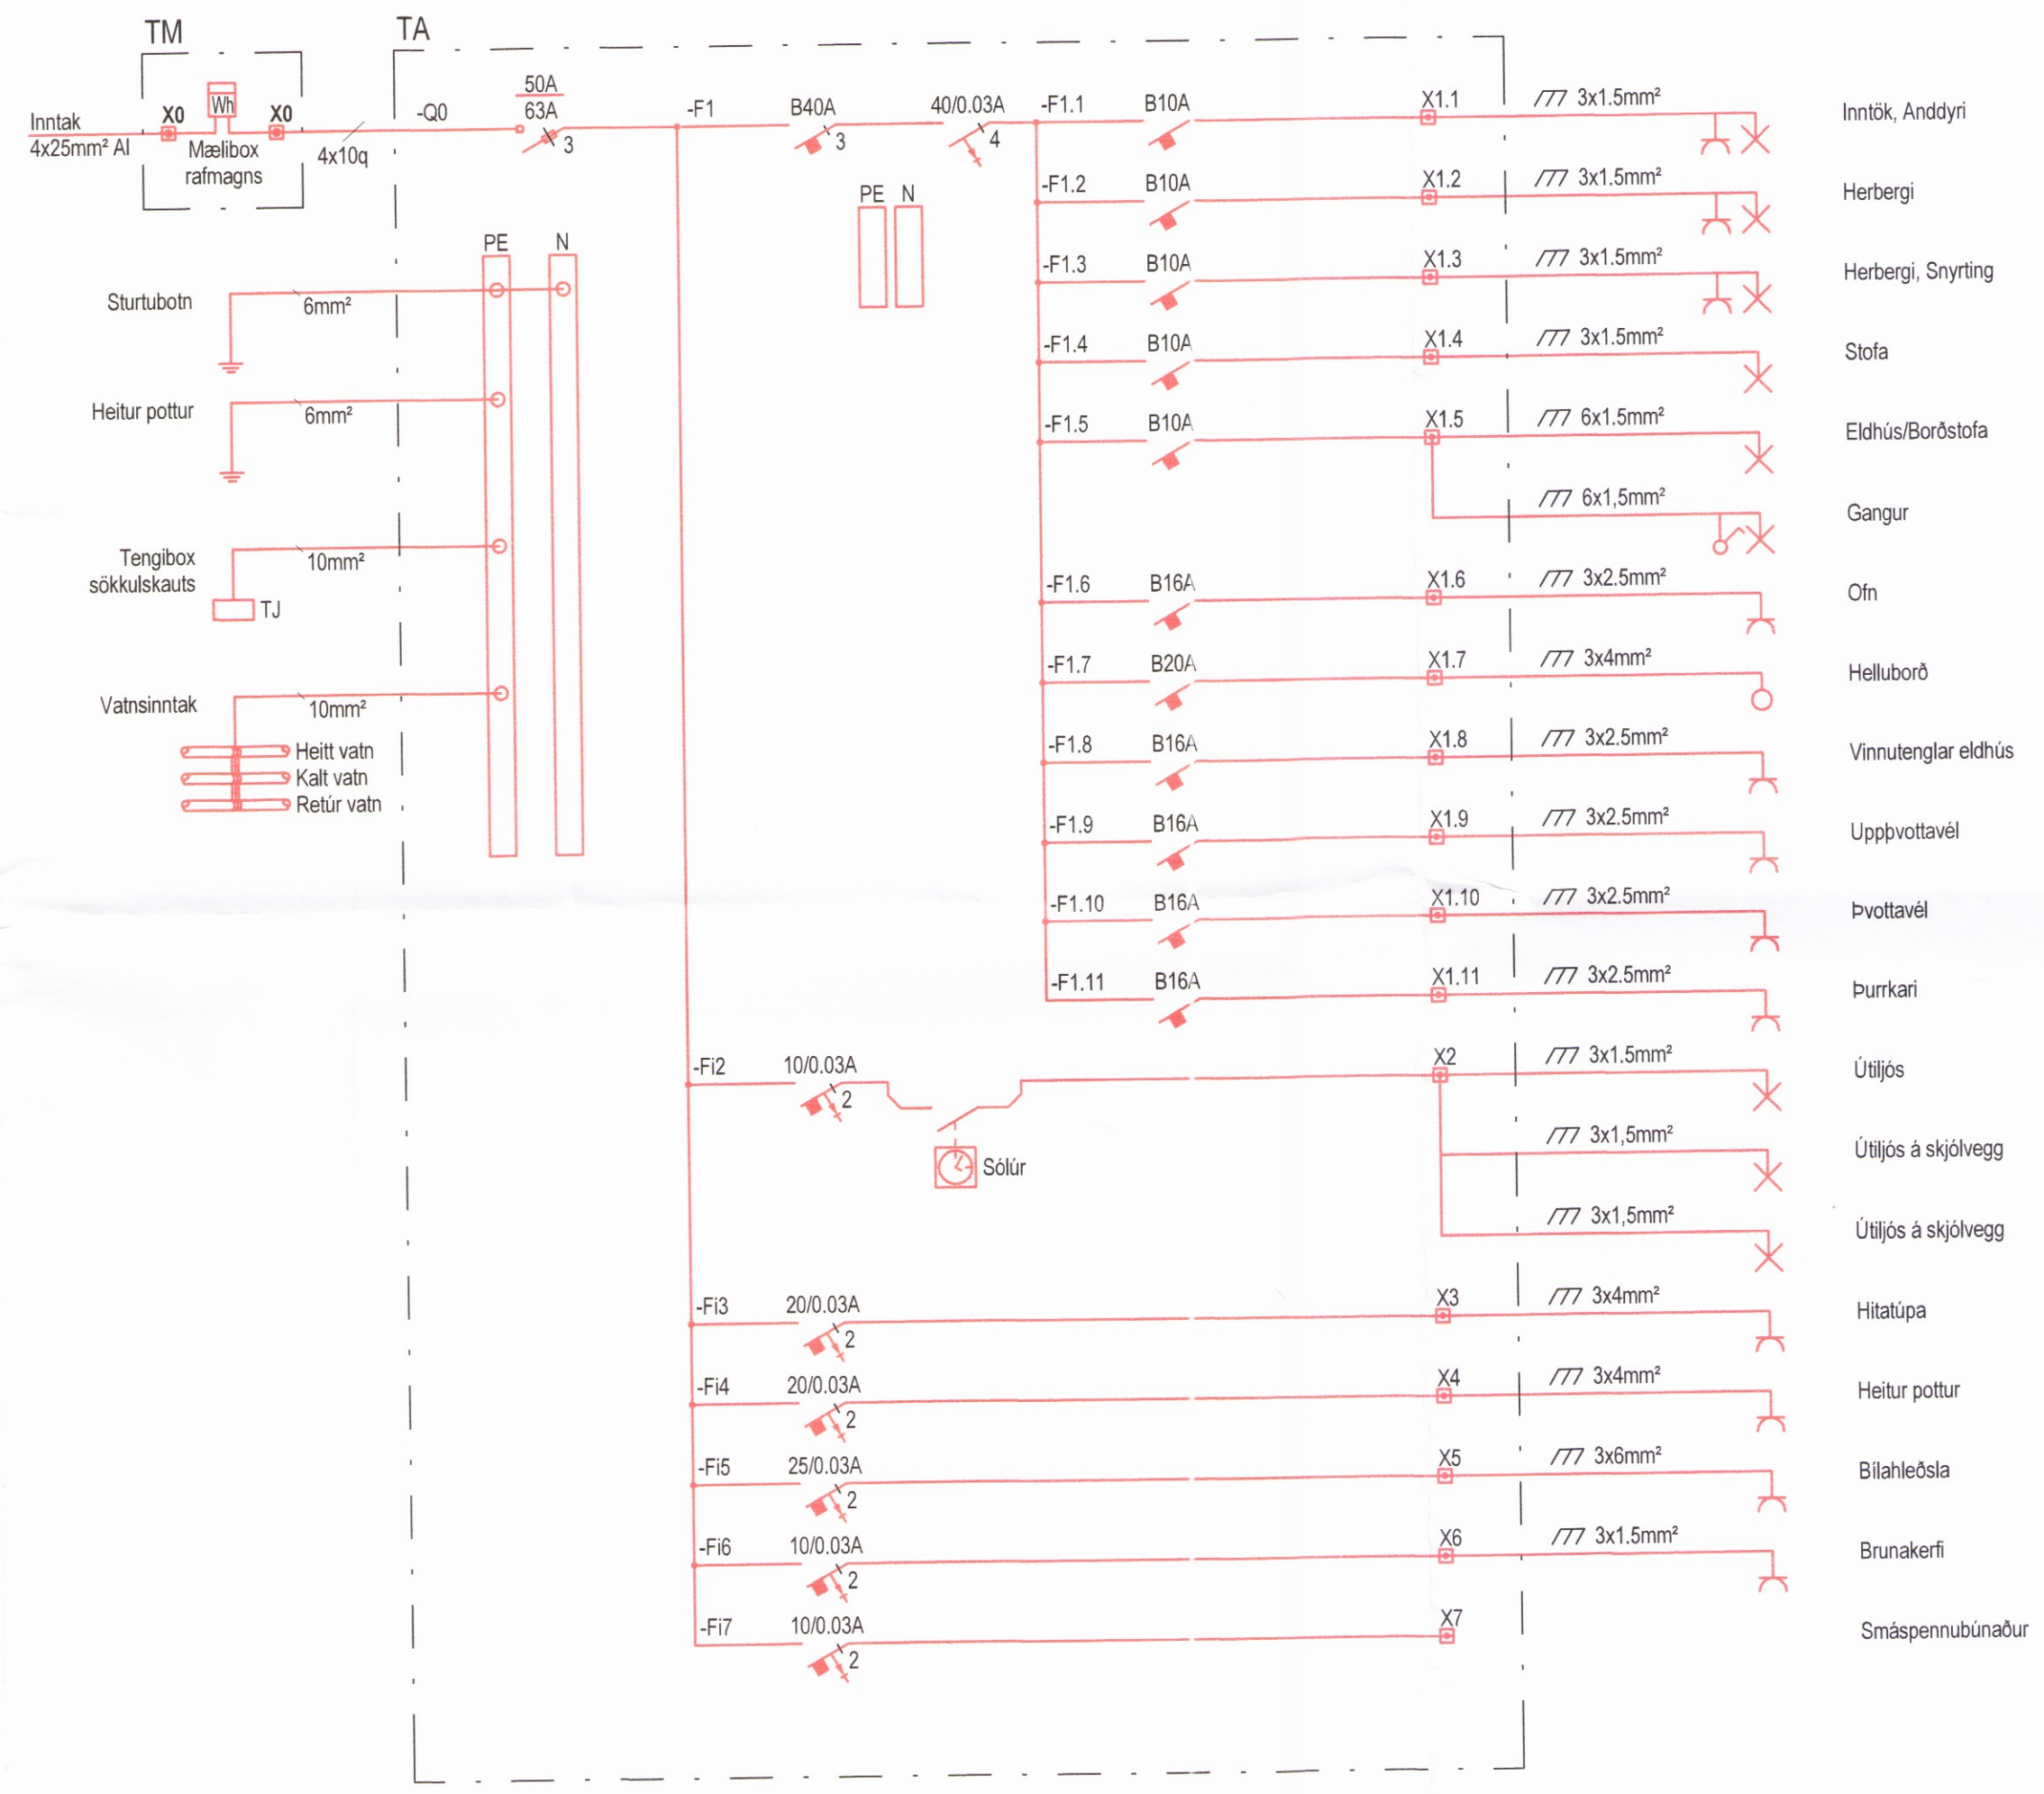 TM
TA
Inntak
4x25mm² Al
X0
Wh
X0
Mælibox
rafmagns
4x10q
-Q0
50A
63A
3
-F1
B40A
3
40/0.03A
4
PE N
-F1.1 B10A X1.1 3x1.5mm² Inntök, Anddyri
-F1.2 B10A X1.2 3x1.5mm² Herbergi
-F1.3 B10A X1.3 3x1.5mm² Herbergi, Snyrting
-F1.4 B10A X1.4 3x1.5mm² Stofa
-F1.5 B10A X1.5 6x1.5mm² Eldhús/Borðstofa
6x1,5mm² Gangur
-F1.6 B16A X1.6 3x2.5mm² Ofn
-F1.7 B20A X1.7 3x4mm² Helluborð
-F1.8 B16A X1.8 3x2.5mm² Vinnutenglar eldhús
-F1.9 B16A X1.9 3x2.5mm² Uppþvottavél
-F1.10 B16A X1.10 3x2.5mm² Þvottavél
-F1.11 B16A X1.11 3x2.5mm² Þurrkari
PE N
Sturtubotn 6mm²
Heitur pottur 6mm²
Tengibox
sökkulskauts
10mm²
TJ
Vatnsinntak 10mm²
Heitt vatn
Kalt vatn
Retúr vatn
-Fi2 10/0.03A 2 X2 3x1.5mm² Útiljós
Sólúr
3x1,5mm² Útiljós á skjólvegg
3x1,5mm² Útiljós á skjólvegg
-Fi3 20/0.03A 2 X3 3x4mm² Hitatúpa
-Fi4 20/0.03A 2 X4 3x4mm² Heitur pottur
-Fi5 25/0.03A 2 X5 3x6mm² Bílahleðsla
-Fi6 10/0.03A 2 X6 3x1.5mm² Brunakerfi
-Fi7 10/0.03A 2 X7 Smáspennubúnaður